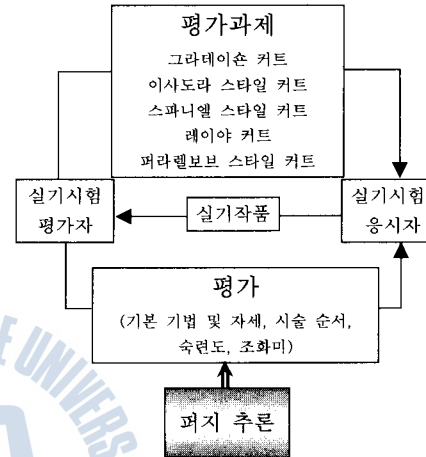 평가과제
그라데이숀 커트
이사도라 스타일 커트
스파니엘 스타일 커트
레이야 커트
퍼라렐보브 스타일 커트
실기시험
평가자
실기작품
실기시험
응시자
평가
(기본 기법 및 자세, 시술 순서,
숙련도, 조화미)
퍼지 추론
E UNIVERS